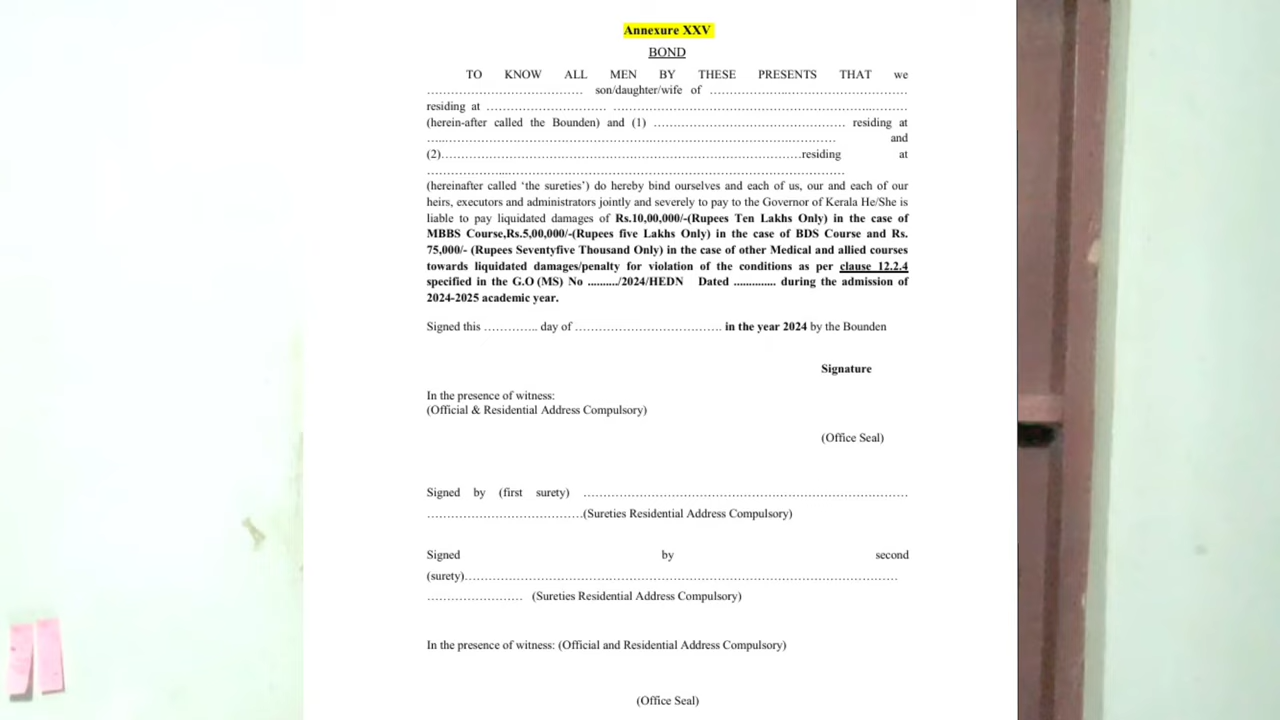 Annexure XXV
BOND
TO KNOW ALL MEN BY THESE PRESENTS THAT we
………………………………… son/daughter/wife of ………………..…………………………
residing at ………………………… ……………………………………………………...………
(herein-after called the Bounden) and (1) ………………………………………… residing at
…...…………………………………………….……………………………………… and
(2)……………………………………………………………………………….residing at
………………...…………………………………………………………………………
(hereinafter called ‘the sureties’) do hereby bind ourselves and each of us, our and each of our
heirs, executors and administrators jointly and severely to pay to the Governor of Kerala He/She is
liable to pay liquidated damages of Rs.10,00,000/-(Rupees Ten Lakhs Only) in the case of
MBBS Course,Rs.5,00,000/-(Rupees five Lakhs Only) in the case of BDS Course and Rs.
75,000/- (Rupees Seventyfive Thousand Only) in the case of other Medical and allied courses
towards liquidated damages/penalty for violation of the conditions as per clause 12.2.4
specified in the G.O (MS) No ........../2024/HEDN Dated .............. during the admission of
2024-2025 academic year.
Signed this ………….. day of ………………………………. in the year 2024 by the Bounden
Signature
In the presence of witness:
(Official & Residential Address Compulsory)
(Office Seal)
Signed by (first surety) ………………………………………………………………………
…………………………………(Sureties Residential Address Compulsory)
Signed by second
(surety)………………………………………………………………………………………………
…………………… (Sureties Residential Address Compulsory)
In the presence of witness: (Official and Residential Address Compulsory)
(Office Seal)